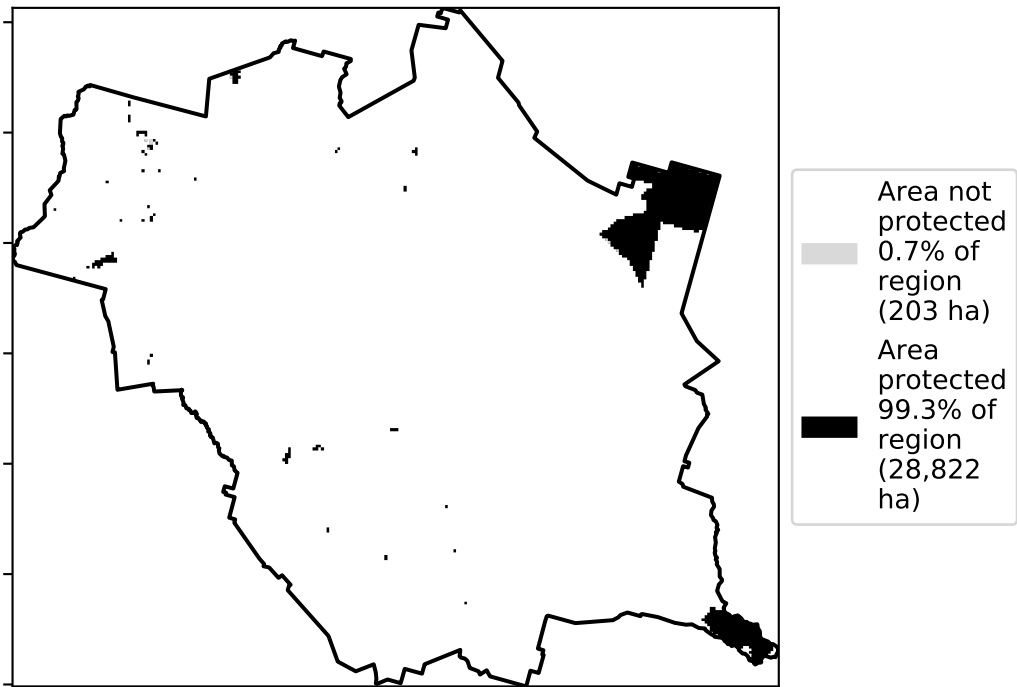 Area not
protected
0.7% of
region
(203 ha)
Area
protected
99.3% of
region
(28,822
ha)